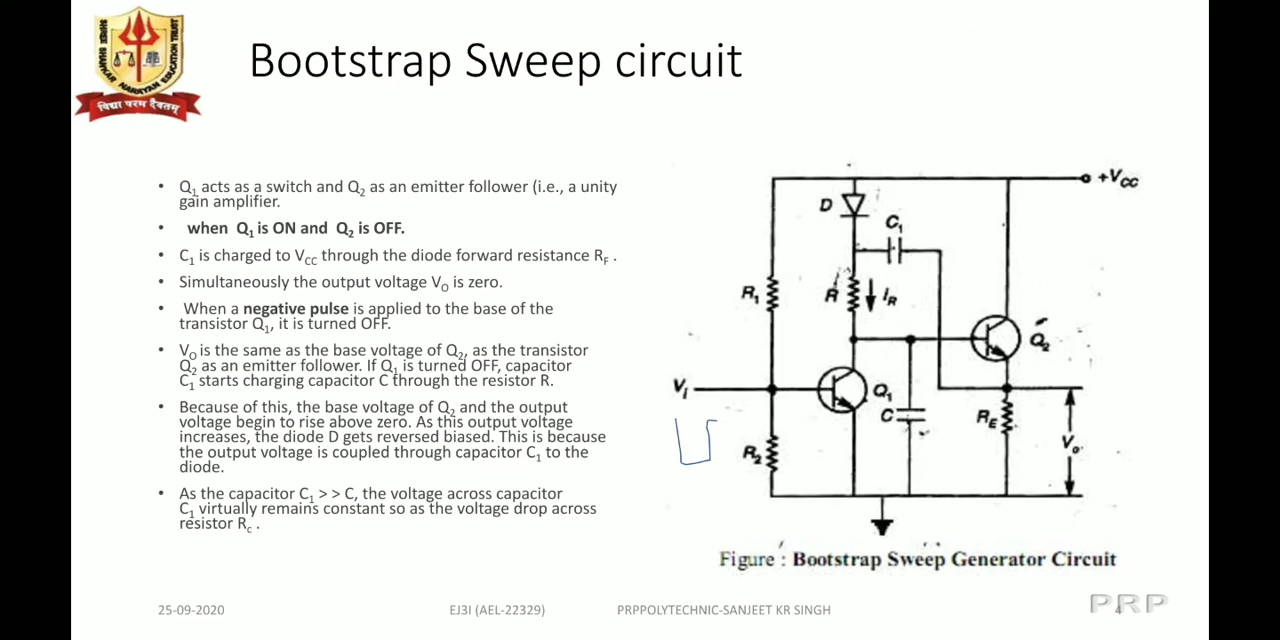 SHREE SHANKAR NARAYAN EDUCATION TRUST
विद्या परम दैवतम्
Bootstrap Sweep circuit
• Q1 acts as a switch and Q2 as an emitter follower (i.e., a unity
gain amplifier.
• when Q1 is ON and Q2 is OFF.
• C1 is charged to VCC through the diode forward resistance RF .
• Simultaneously the output voltage VO is zero.
• When a negative pulse is applied to the base of the
transistor Q1, it is turned OFF.
• VO is the same as the base voltage of Q2, as the transistor
Q2 as an emitter follower. If Q1 is turned OFF, capacitor
C1 starts charging capacitor C through the resistor R.
• Because of this, the base voltage of Q2 and the output
voltage begin to rise above zero. As this output voltage
increases, the diode D gets reversed biased. This is because
the output voltage is coupled through capacitor C1 to the
diode.
• As the capacitor C1 > > C, the voltage across capacitor
C1 virtually remains constant so as the voltage drop across
resistor Rc .
+VCC
D
C1
R1
R
iR
Q2
Vi
Q1
C
RE
Vo
R2
Figure : Bootstrap Sweep Generator Circuit
25-09-2020
EJ3I (AEL-22329)
PRPPOLYTECHNIC-SANJEET KR SINGH
PRP
4